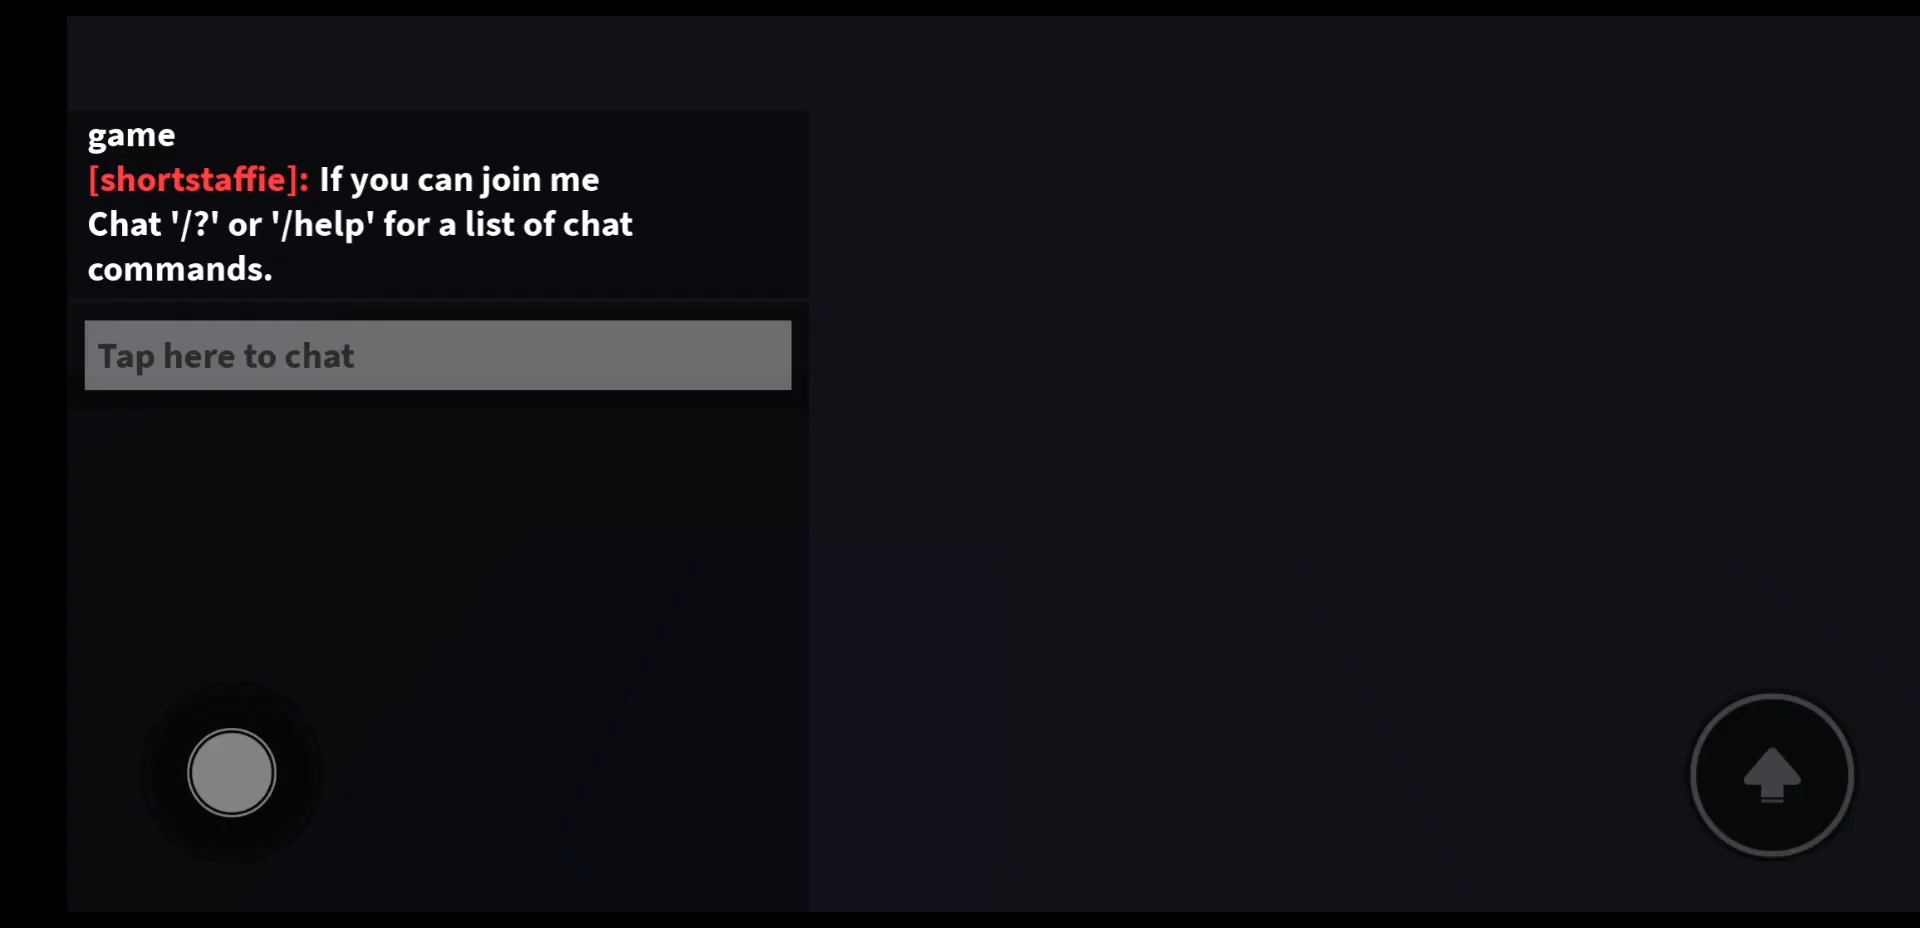 game
[shortstaffie]: If you can join me
Chat '/?' or '/help' for a list of chat
commands.
Tap here to chat